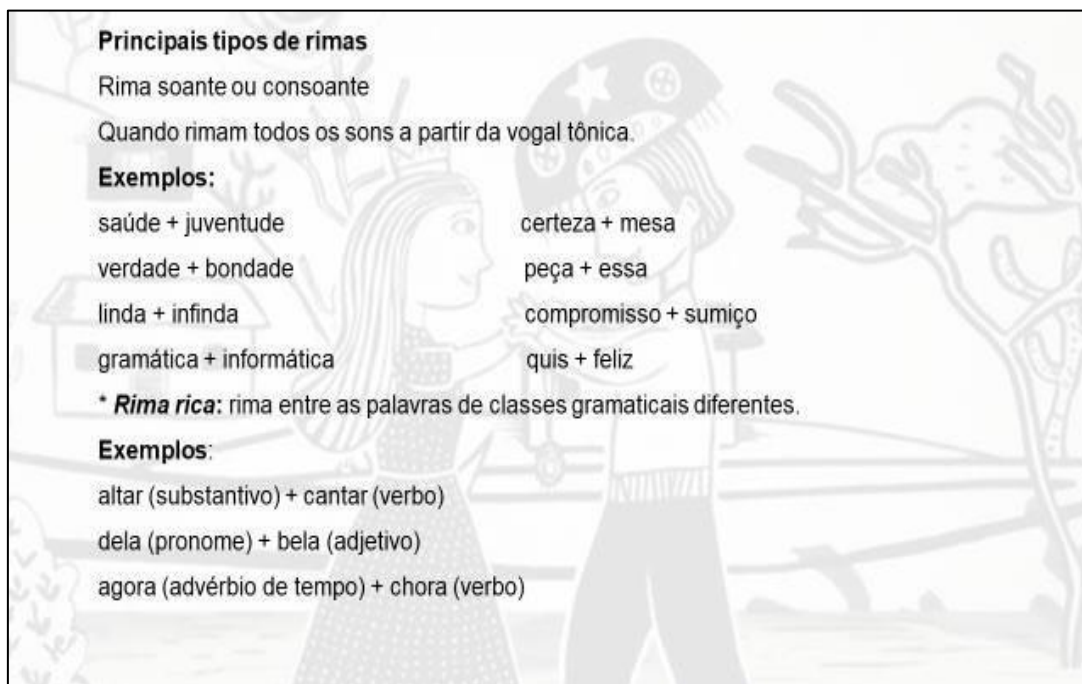 Principais tipos de rimas
Rima soante ou consoante
Quando rimam todos os sons a partir da vogal tônica.
Exemplos:
saúde + juventude certeza + mesa
verdade + bondade peça + essa
linda + infinda compromisso + sumiço
gramática + informática quis + feliz
* Rima rica: rima entre as palavras de classes gramaticais diferentes.
Exemplos:
altar (substantivo) + cantar (verbo)
dela (pronome) + bela (adjetivo)
agora (advérbio de tempo) + chora (verbo)